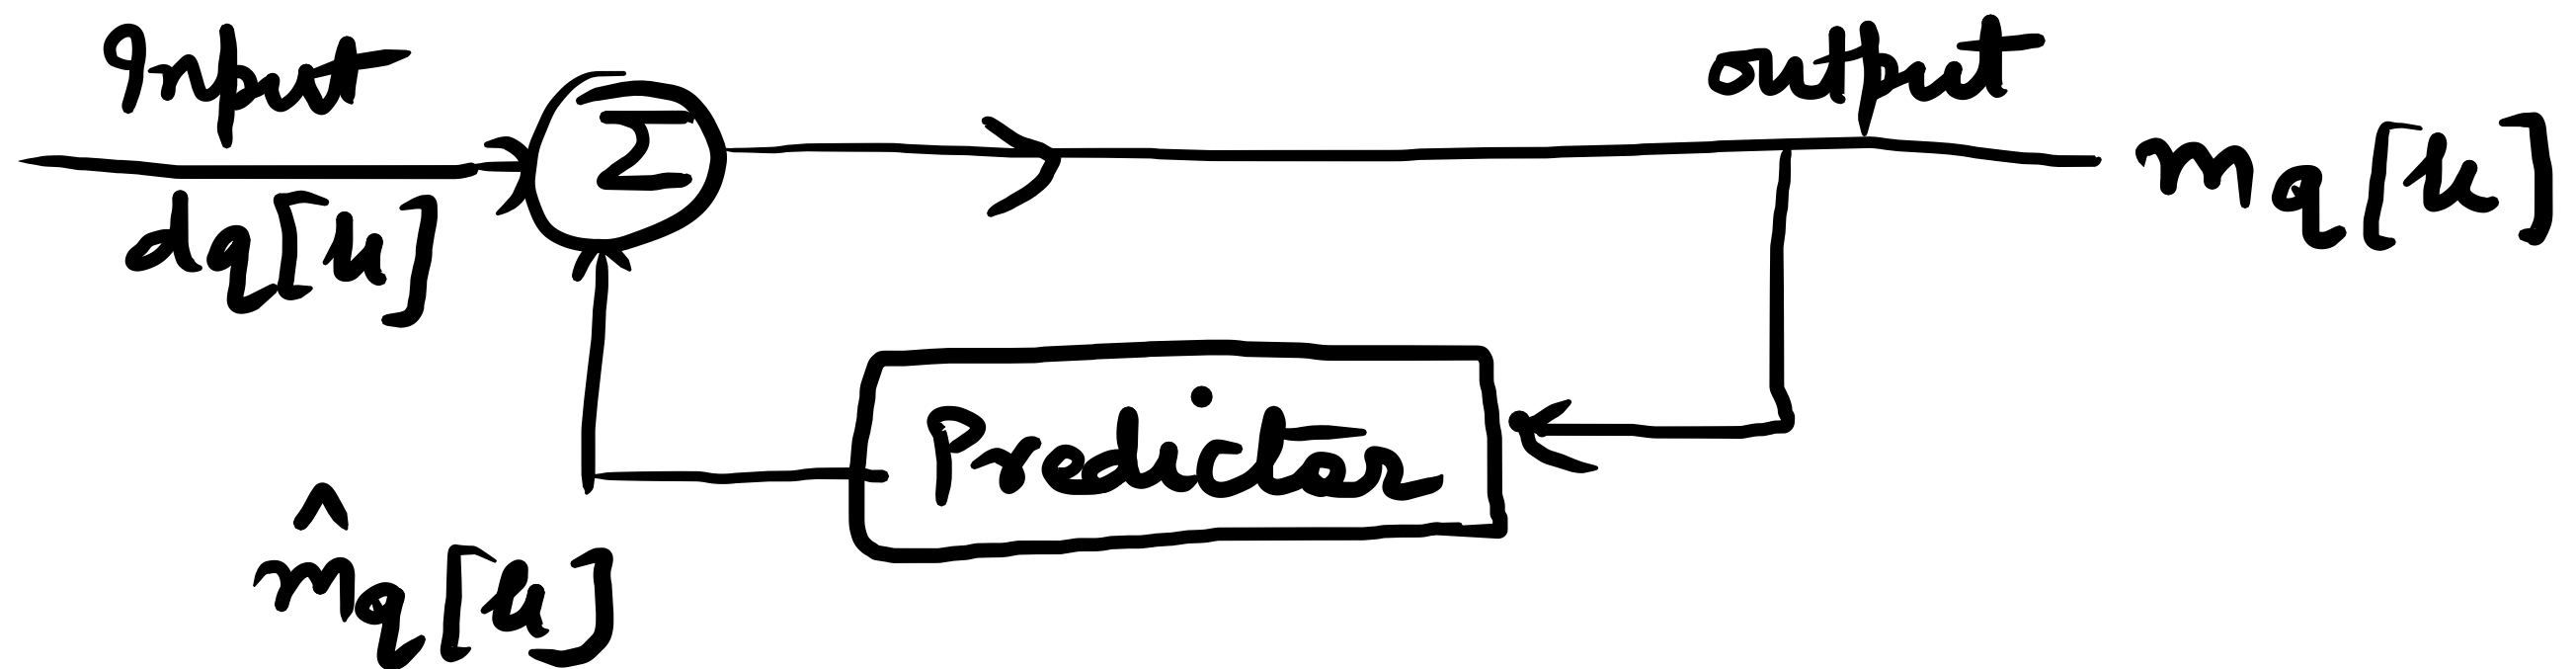 Input
output
Σ
mq[k]
dq[k]
Predictor
m̂q[k]